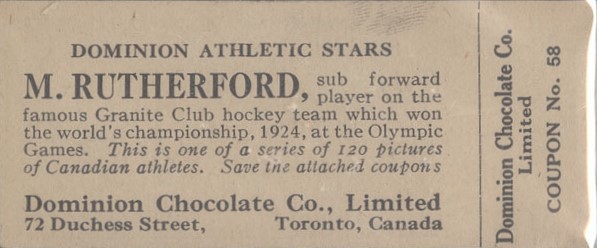 DOMINION ATHLETIC STARS
M. RUTHERFORD, sub forward
player on the
famous Granite Club hockey team which won
the world's championship, 1924, at the Olympic
Games. This is one of a series of 120 pictures
of Canadian athletes. Save tne attached coupons
Dominion Chocolate Co., Limited
72 Duchess Street, Toronto, Canada
Dominion Chocolate Co.
Limited
COUPON No. 58